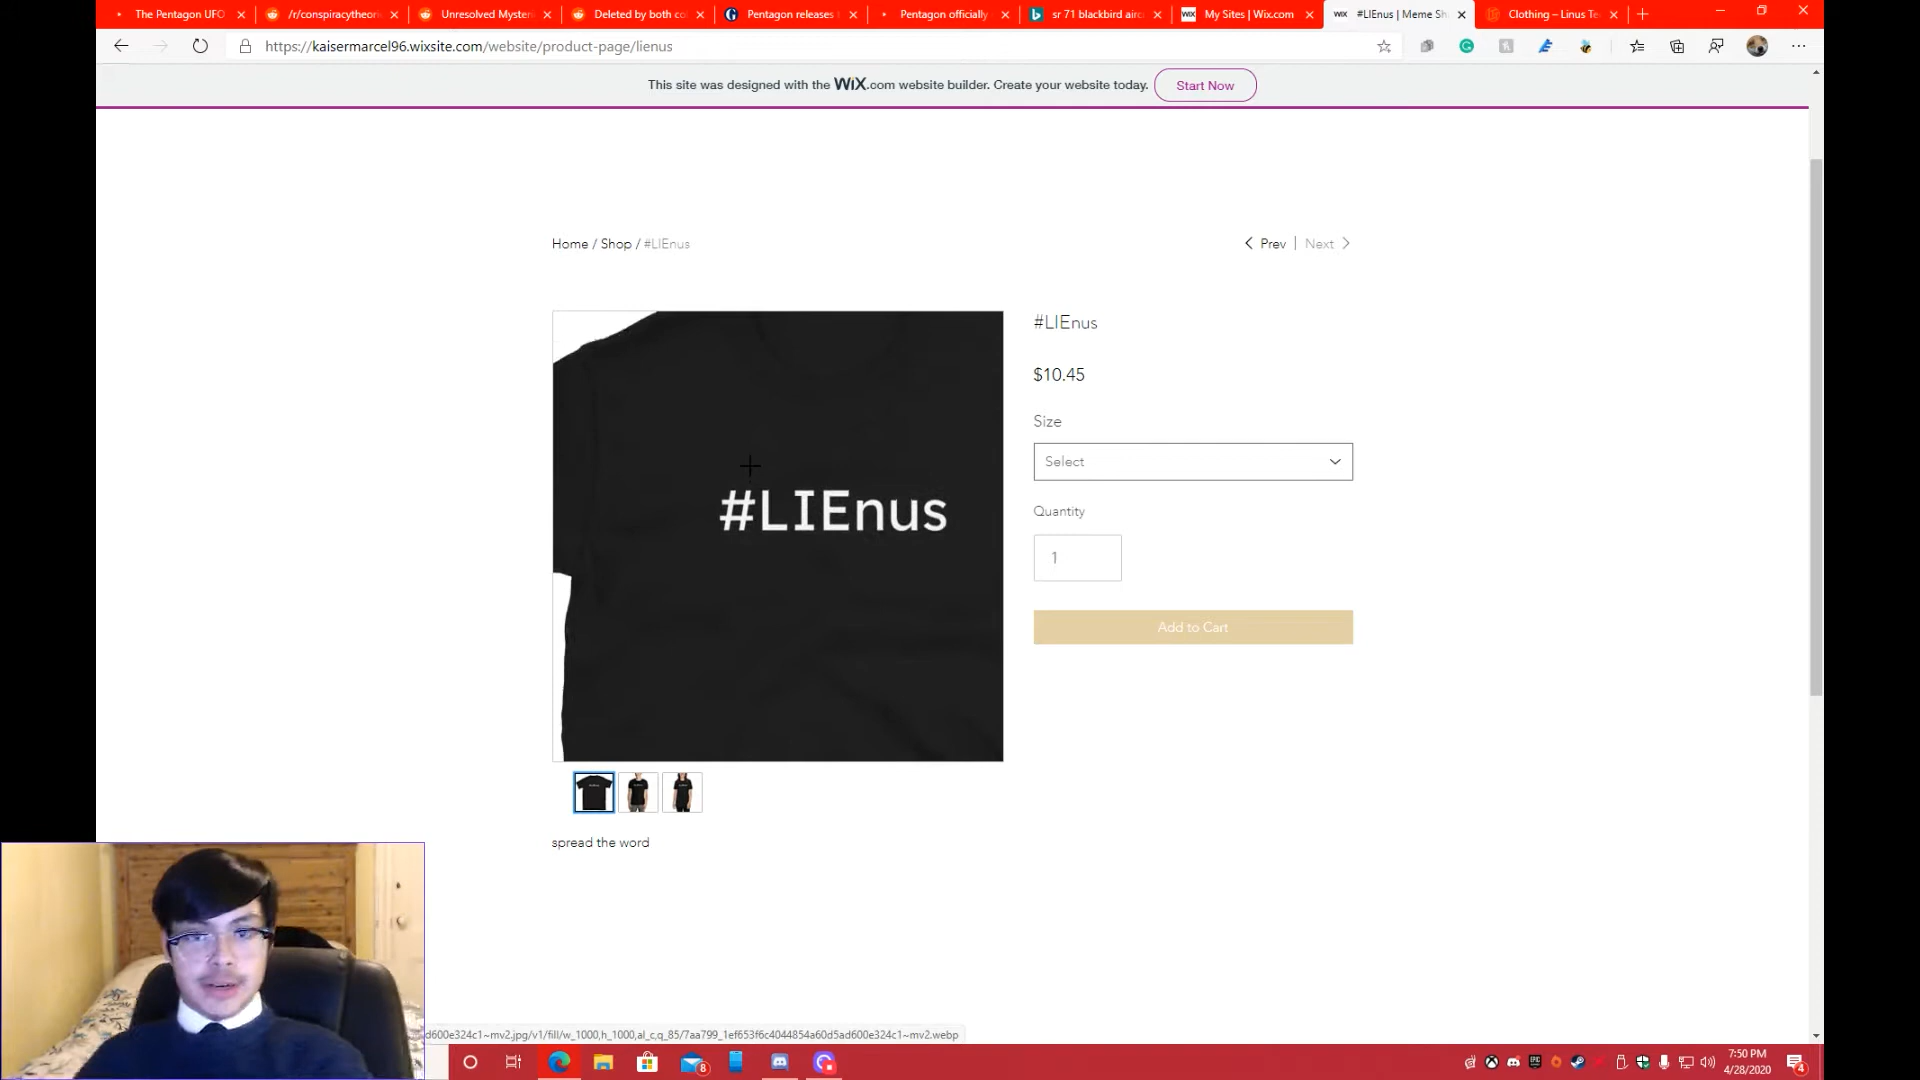 The Pentagon UFO
/r/conspiracytheori
Unresolved Myster
Deleted by both co
Pentagon releases
Pentagon officially
sr 71 blackbird airc
My Sites | Wix.com
#LIEnus | Meme Sh
Clothing – Linus Te
https://kaisermarcel96.wixsite.com/website/product-page/lienus
This site was designed with the WiX.com website builder. Create your website today. Start Now
Home / Shop / #LIEnus
Prev | Next
#LIEnus
#LIEnus
$10.45
Size
Select
Quantity
1
Add to Cart
spread the word
d600e324c1~mv2.jpg/v1/fill/w_1000,h_1000,al_c,q_85/7aa799_1ef653f6c4044854a60d5ad600e324c1~mv2.webp
8
7:50 PM
4/28/2020
4